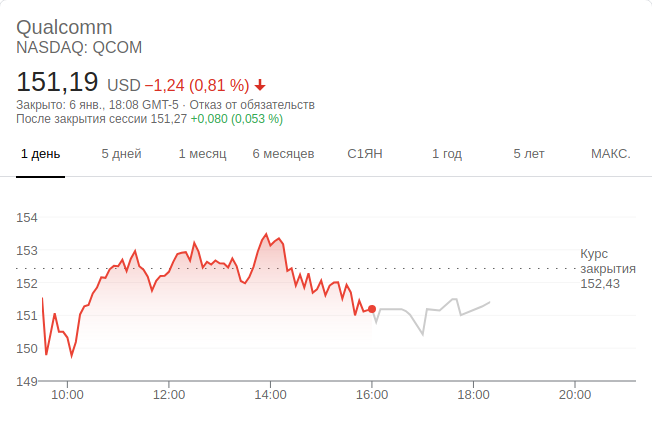 Qualcomm
NASDAQ: QCOM
151,19 USD −1,24 (0,81 %)
Закрыто: 6 янв., 18:08 GMT-5 · Отказ от обязательств
После закрытия сессии 151,27 +0,080 (0,053 %)
1 день 5 дней 1 месяц 6 месяцев С1ЯН 1 год 5 лет МАКС.
154
153
152
151
150
149
Курс
закрытия
152,43
10:00 12:00 14:00 16:00 18:00 20:00